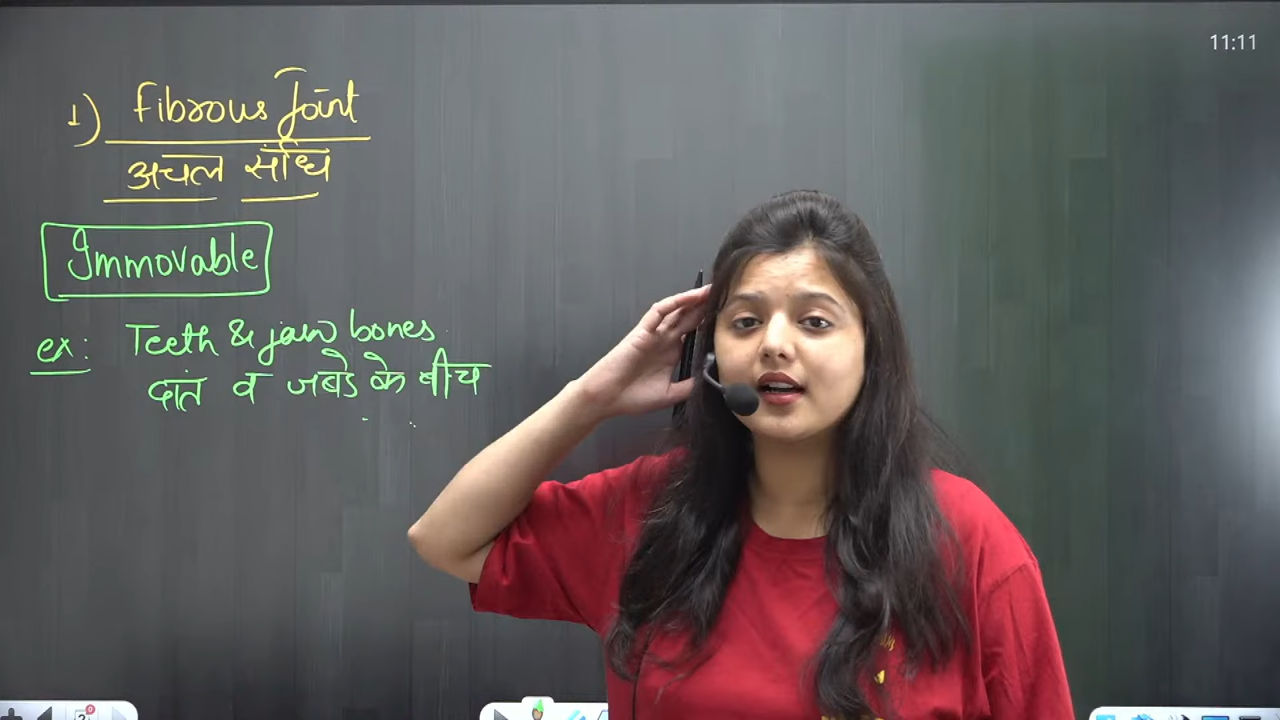 11:11
1) Fibrous Joint
अचल संधि
Immovable
ex: Teeth & jaw bones
दांत व जबडे के बीच